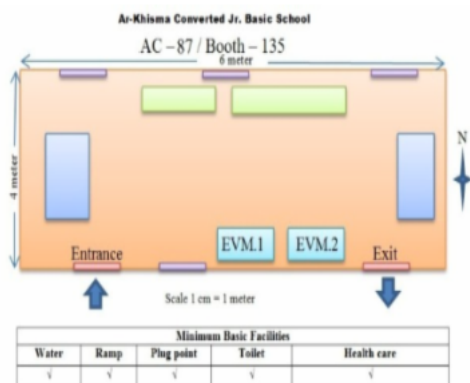 Ar-Khisma Converted Jr. Basic School
AC – 87 / Booth – 135
6 meter
4 meter
N
EVM.1 EVM.2
Entrance Exit
Scale 1 cm = 1 meter
Minimum Basic Facilities
Water Ramp Plug point Toilet Health care
√ √ √ √ √